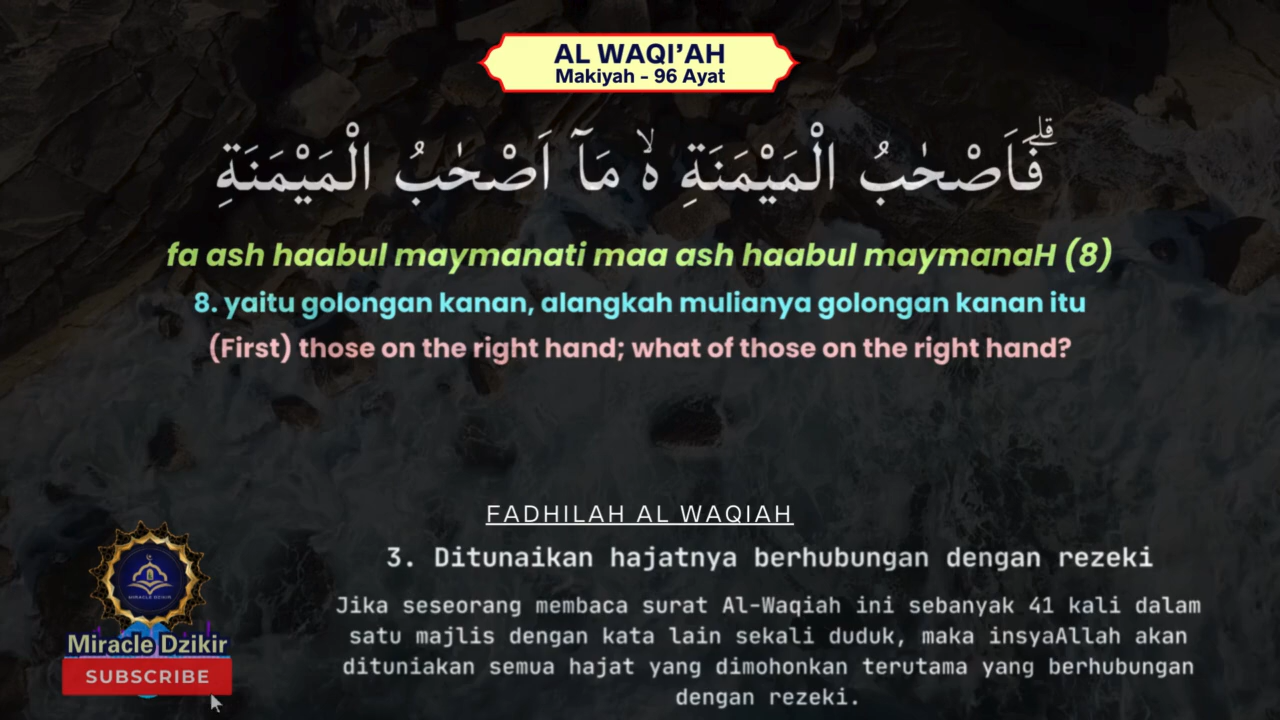 AL WAQI’AH
Makiyah - 96 Ayat
فَاَصْحٰبُ الْمَيْمَنَةِ ەۙ مَآ اَصْحٰبُ الْمَيْمَنَةِۗ
fa ash haabul maymanati maa ash haabul maymanaH (8)
8. yaitu golongan kanan, alangkah mulianya golongan kanan itu
(First) those on the right hand; what of those on the right hand?
FADHILAH AL WAQIAH
3. Ditunaikan hajatnya berhubungan dengan rezeki
Jika seseorang membaca surat Al-Waqiah ini sebanyak 41 kali dalam
satu majlis dengan kata lain sekali duduk, maka insyaAllah akan
dituniakan semua hajat yang dimohonkan terutama yang berhubungan
dengan rezeki.
MIRACLE DZIKIR
Miracle Dzikir
SUBSCRIBE